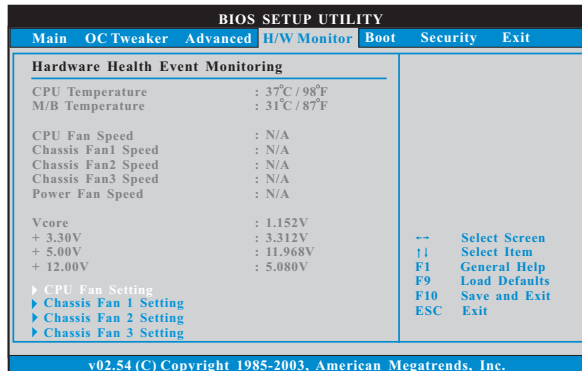 BIOS SETUP UTILITY
Main OC Tweaker Advanced H/W Monitor Boot Security Exit
Hardware Health Event Monitoring
CPU Temperature : 37°C / 98°F
M/B Temperature : 31°C / 87°F
CPU Fan Speed : N/A
Chassis Fan1 Speed : N/A
Chassis Fan2 Speed : N/A
Chassis Fan3 Speed : N/A
Power Fan Speed : N/A
Vcore : 1.152V
+ 3.30V : 3.312V
+ 5.00V : 11.968V
+ 12.00V : 5.080V
CPU Fan Setting
Chassis Fan 1 Setting
Chassis Fan 2 Setting
Chassis Fan 3 Setting
←→ Select Screen
↑↓ Select Item
F1 General Help
F9 Load Defaults
F10 Save and Exit
ESC Exit
v02.54 (C) Copyright 1985-2003, American Megatrends, Inc.